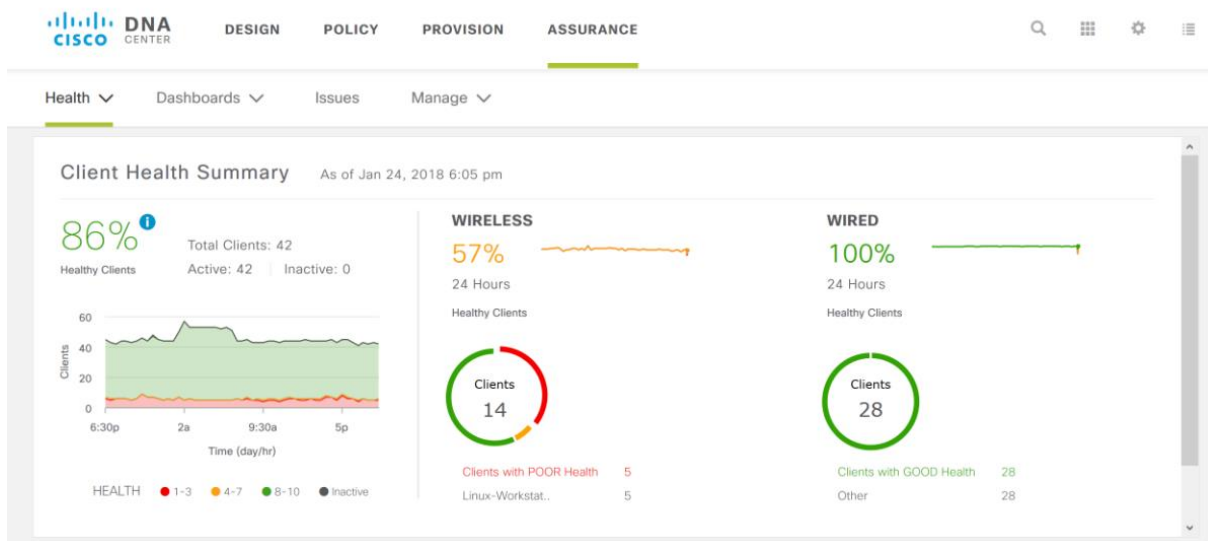 CISCO DNA CENTER DESIGN POLICY PROVISION ASSURANCE
Health Dashboards Issues Manage
Client Health Summary As of Jan 24, 2018 6:05 pm
86% i
Healthy Clients
Total Clients: 42
Active: 42 Inactive: 0
60
40
20
0
Clients
6:30p 2a 9:30a 5p
Time (day/hr)
HEALTH 1-3 4-7 8-10 Inactive
WIRELESS
57%
24 Hours
Healthy Clients
Clients
14
Clients with POOR Health 5
Linux-Workstat.. 5
WIRED
100%
24 Hours
Healthy Clients
Clients
28
Clients with GOOD Health 28
Other 28